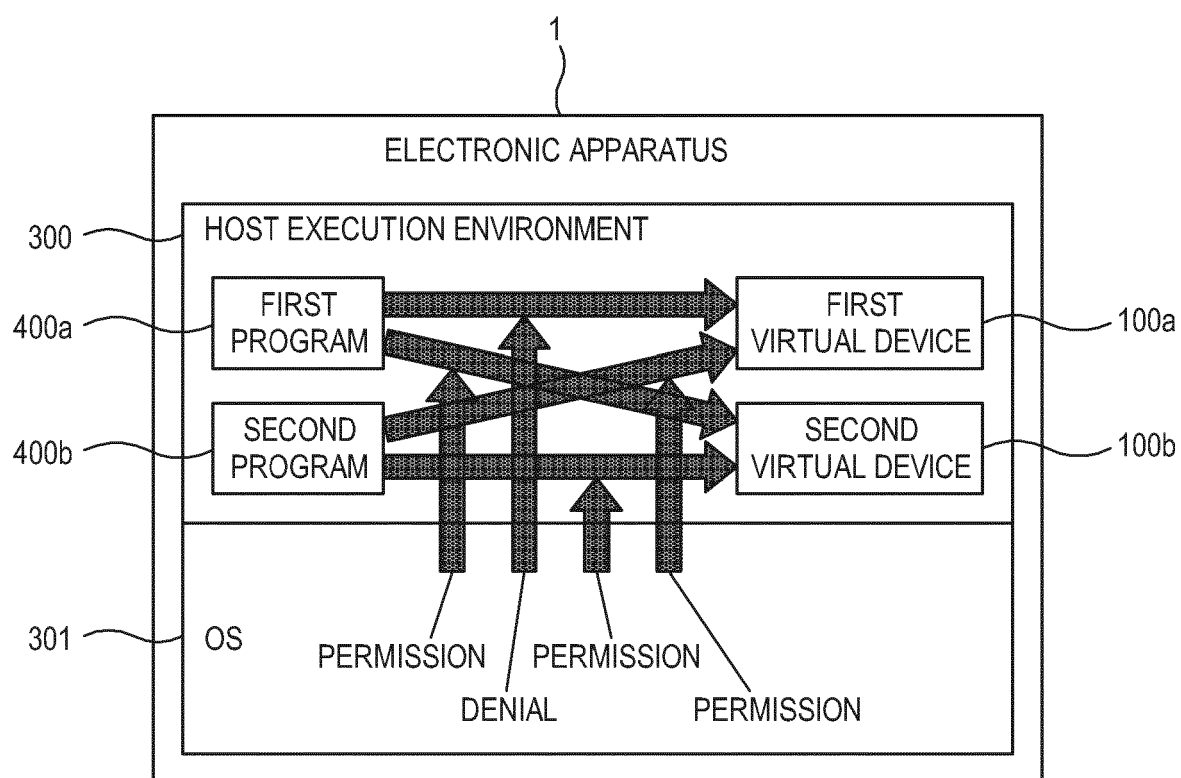 1
ELECTRONIC APPARATUS
300
HOST EXECUTION ENVIRONMENT
400a
FIRST
PROGRAM
FIRST
VIRTUAL DEVICE
100a
400b
SECOND
PROGRAM
SECOND
VIRTUAL DEVICE
100b
301
OS
PERMISSION
PERMISSION
DENIAL
PERMISSION